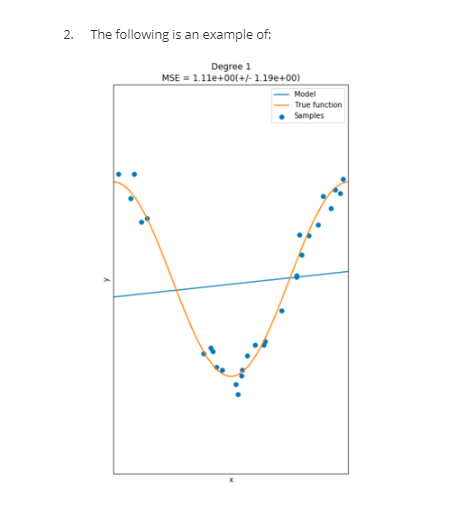 2. The following is an example of:
Degree 1
MSE = 1.11e+00(+/- 1.19e+00)
Model
True function
Samples
y
x